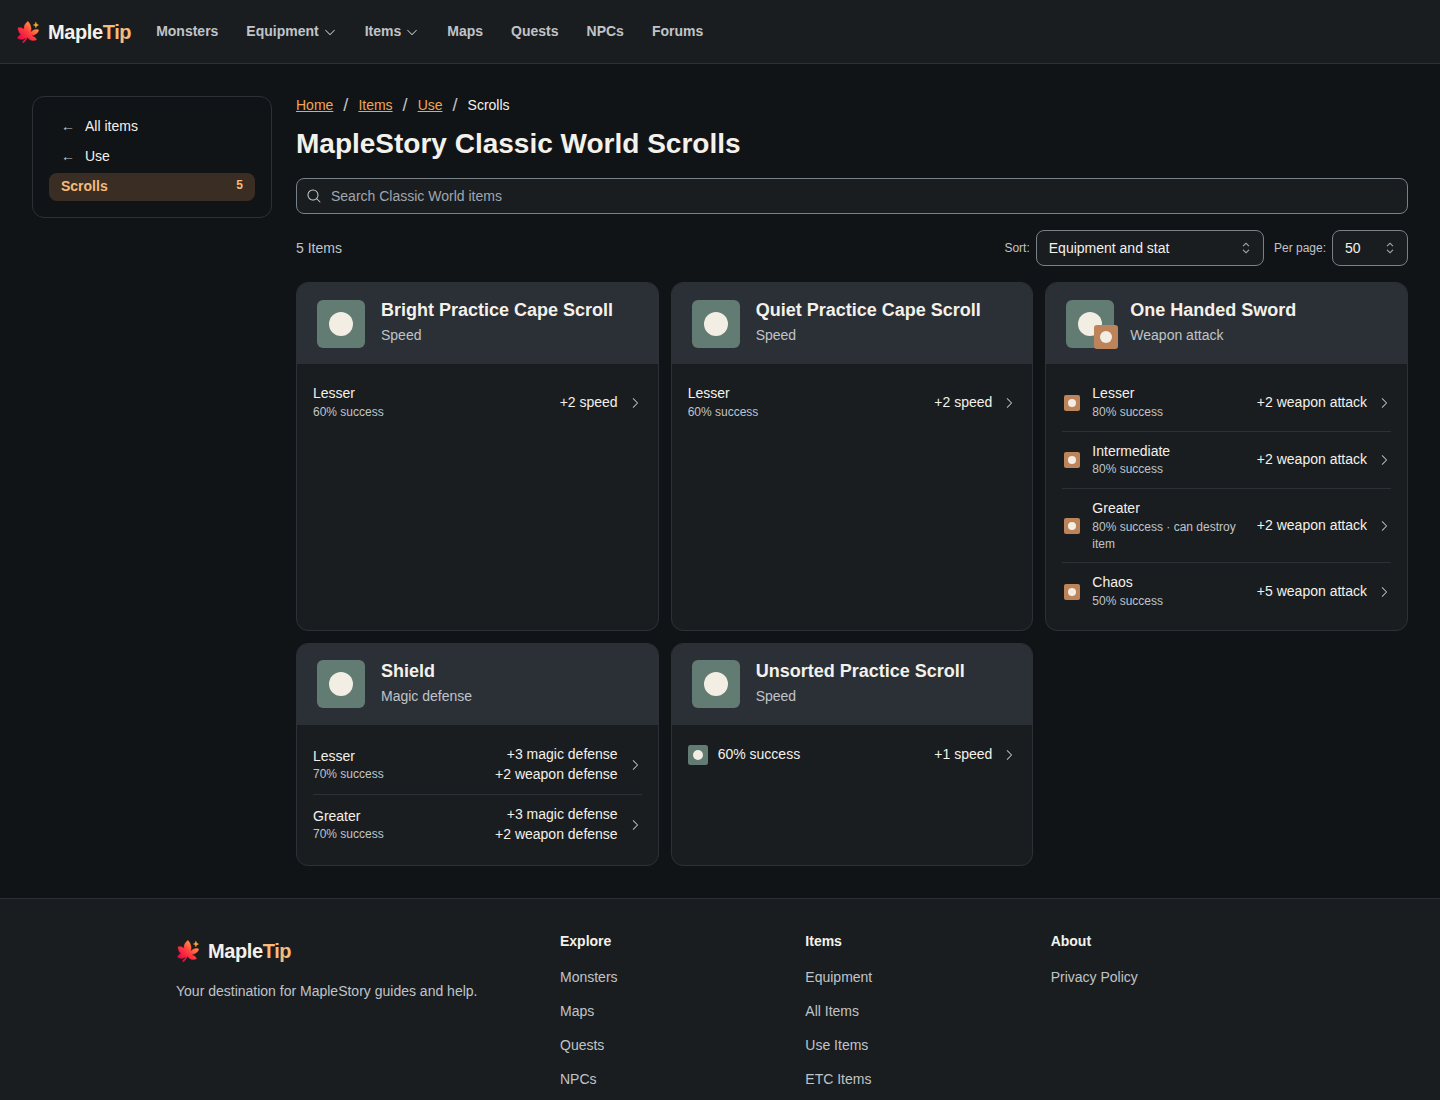 MapleTip
Monsters
Equipment
Items
Maps
Quests
NPCs
Forums
← All items
← Use
Scrolls 5
Home / Items / Use / Scrolls
MapleStory Classic World Scrolls
Search Classic World items
5 Items
Sort: Equipment and stat
Per page: 50
Bright Practice Cape Scroll
Speed
Lesser
60% success
+2 speed
Quiet Practice Cape Scroll
Speed
Lesser
60% success
+2 speed
One Handed Sword
Weapon attack
Lesser
80% success
+2 weapon attack
Intermediate
80% success
+2 weapon attack
Greater
80% success · can destroy
item
+2 weapon attack
Chaos
50% success
+5 weapon attack
Shield
Magic defense
Lesser
70% success
+3 magic defense
+2 weapon defense
Greater
70% success
+3 magic defense
+2 weapon defense
Unsorted Practice Scroll
Speed
60% success
+1 speed
MapleTip
Your destination for MapleStory guides and help.
Explore
Monsters
Maps
Quests
NPCs
Items
Equipment
All Items
Use Items
ETC Items
About
Privacy Policy